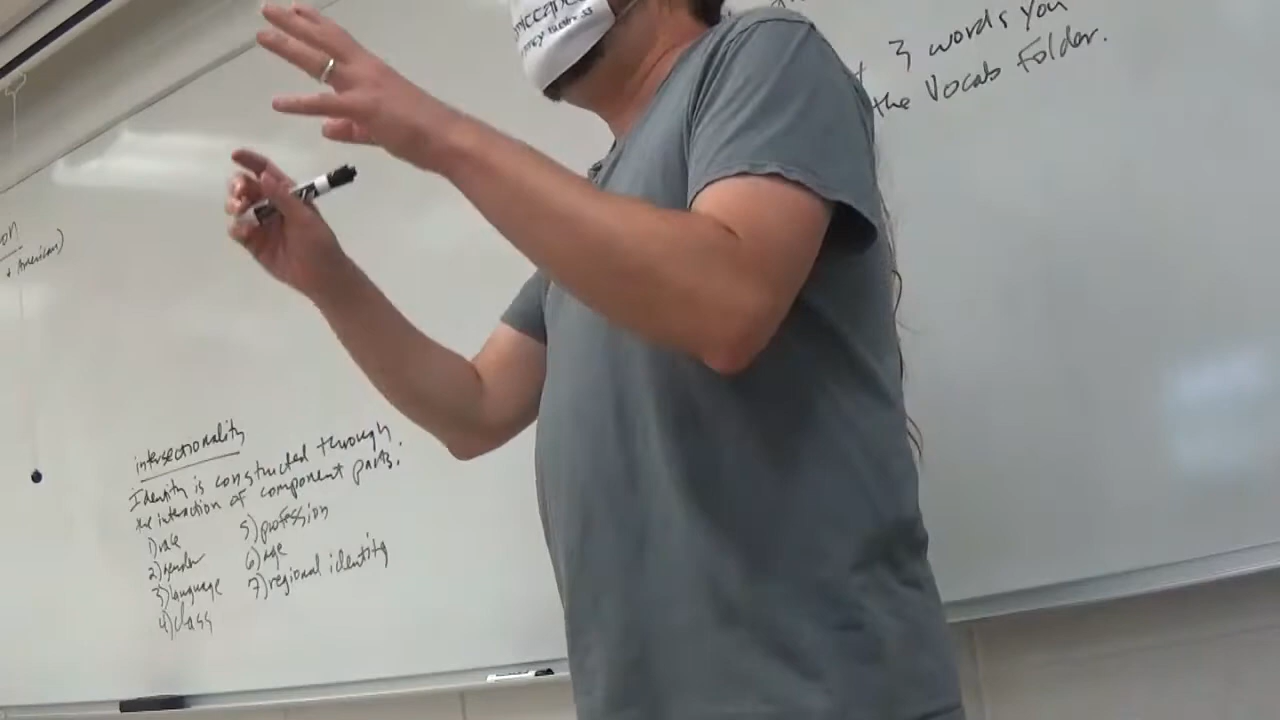 3 words you
the Vocab Folder.
American)
intersectionality
Identity is constructed through
the interaction of component parts.
1) race
2) gender
3) language
4) class
5) profession
6) age
7) regional identity